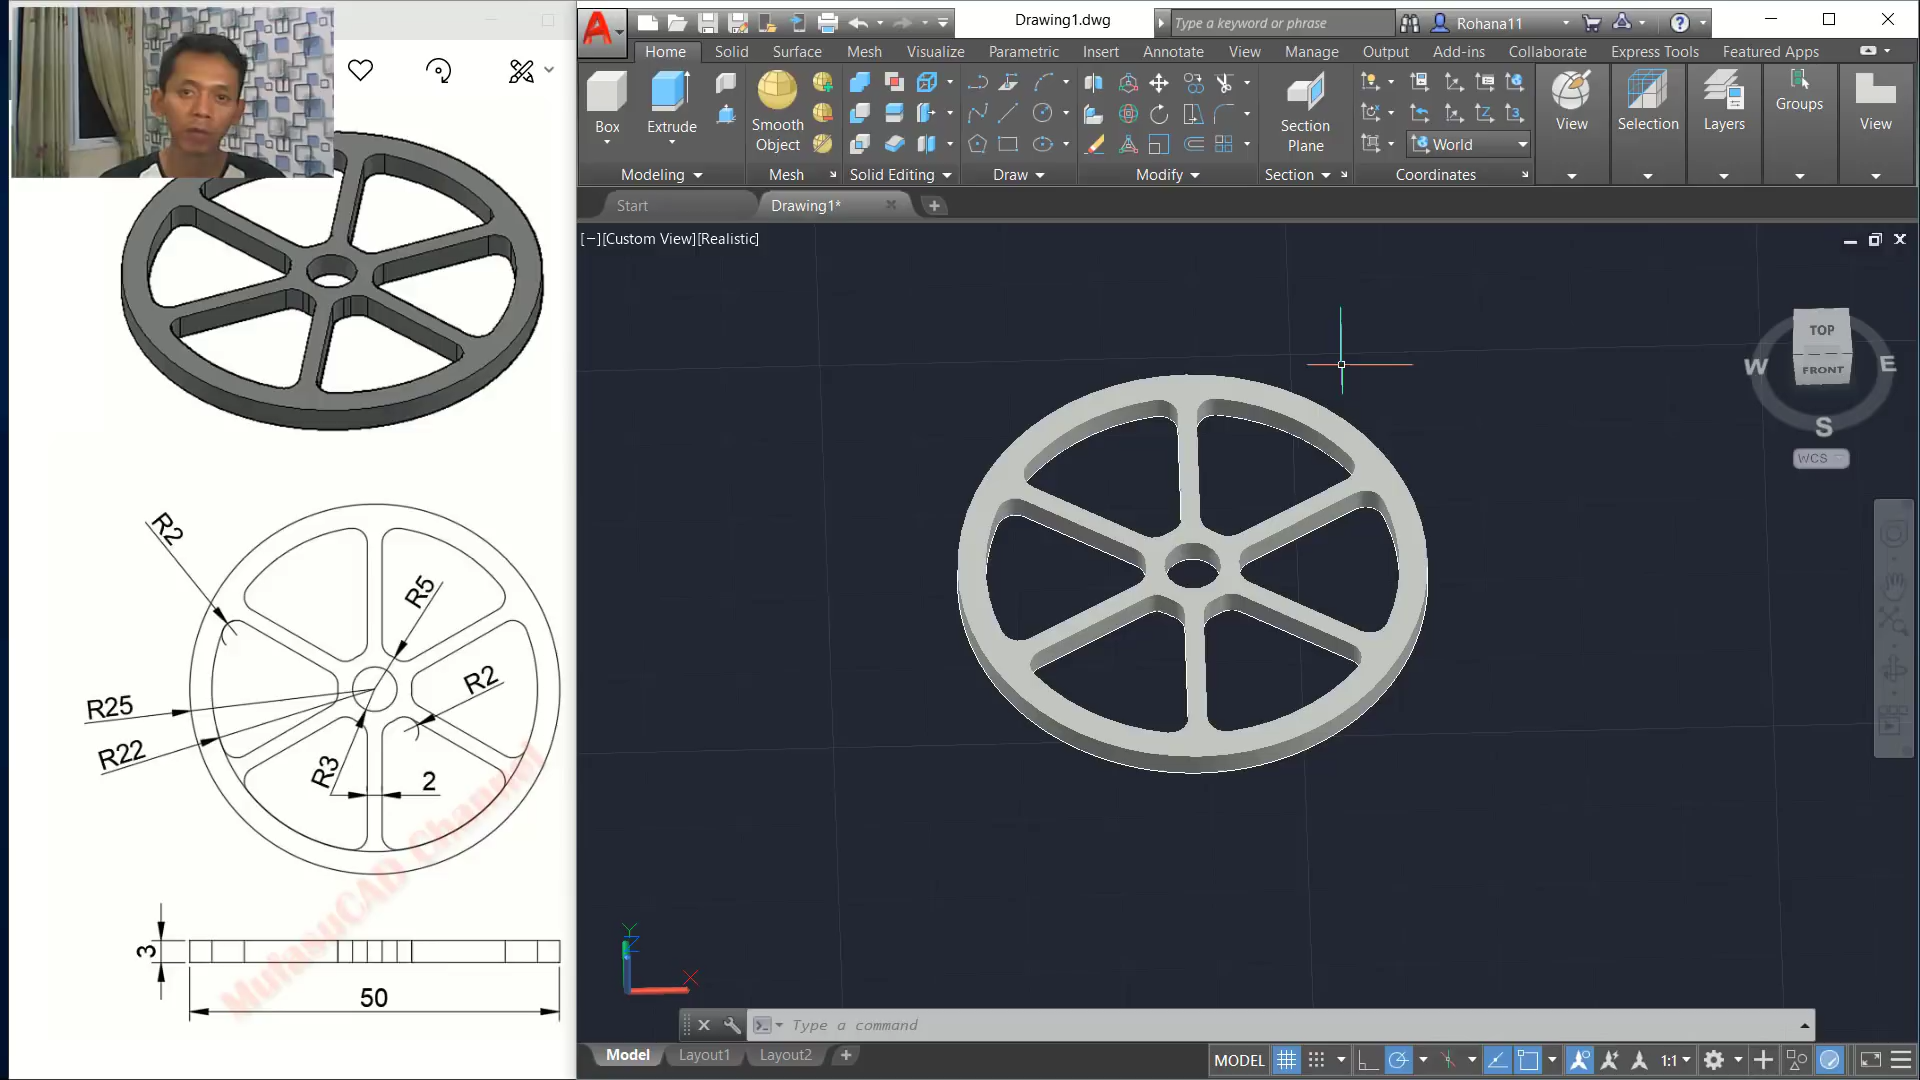 Drawing1.dwg
Type a keyword or phrase
Rohana11
Home
Solid
Surface
Mesh
Visualize
Parametric
Insert
Annotate
View
Manage
Output
Add-ins
Collaborate
Express Tools
Featured Apps
Box
Extrude
Smooth
Object
Section
Plane
World
View
Selection
Layers
Groups
View
Modeling
Mesh
Solid Editing
Draw
Modify
Section
Coordinates
Start
Drawing1*
[−][Custom View][Realistic]
TOP
FRONT
W
E
S
WCS
R2
R5
R2
R25
R22
R3
2
3
50
MufasuCAD Channel
Y
Z
X
Type a command
Model
Layout1
Layout2
MODEL
1:1